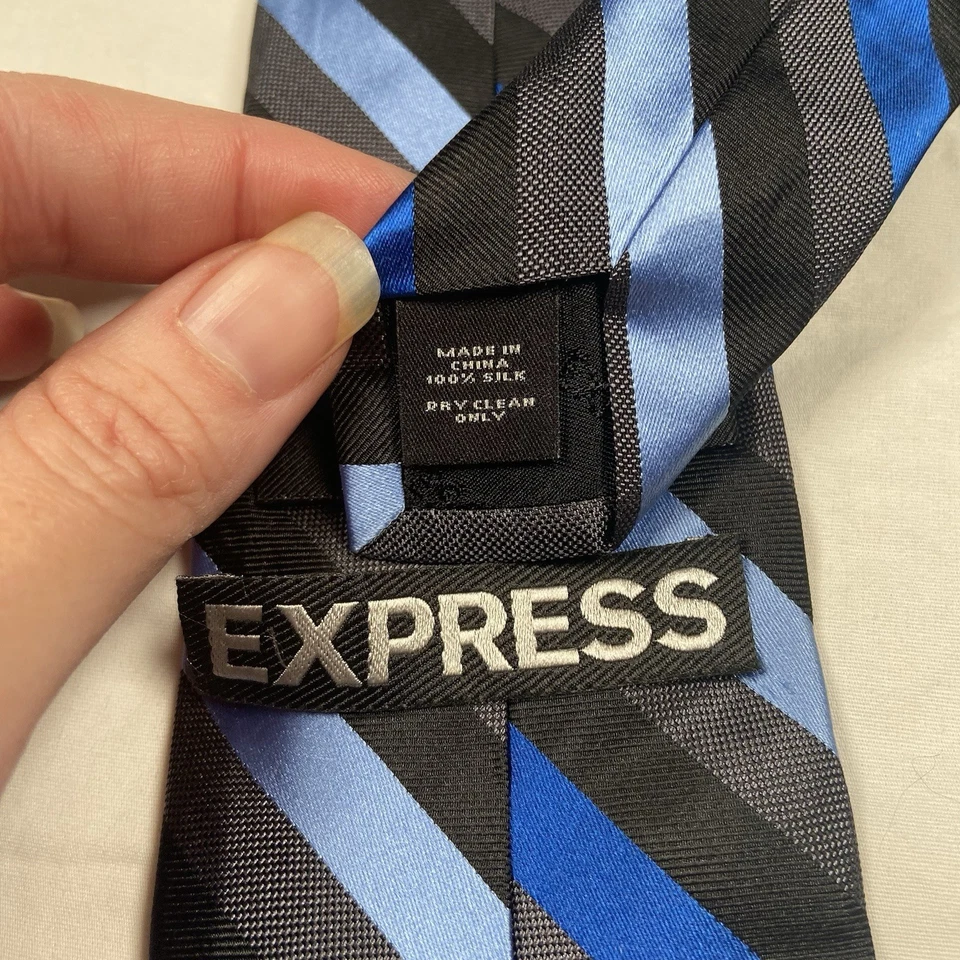 MADE IN
CHINA
100% SILK
DRY CLEAN
ONLY
EXPRESS